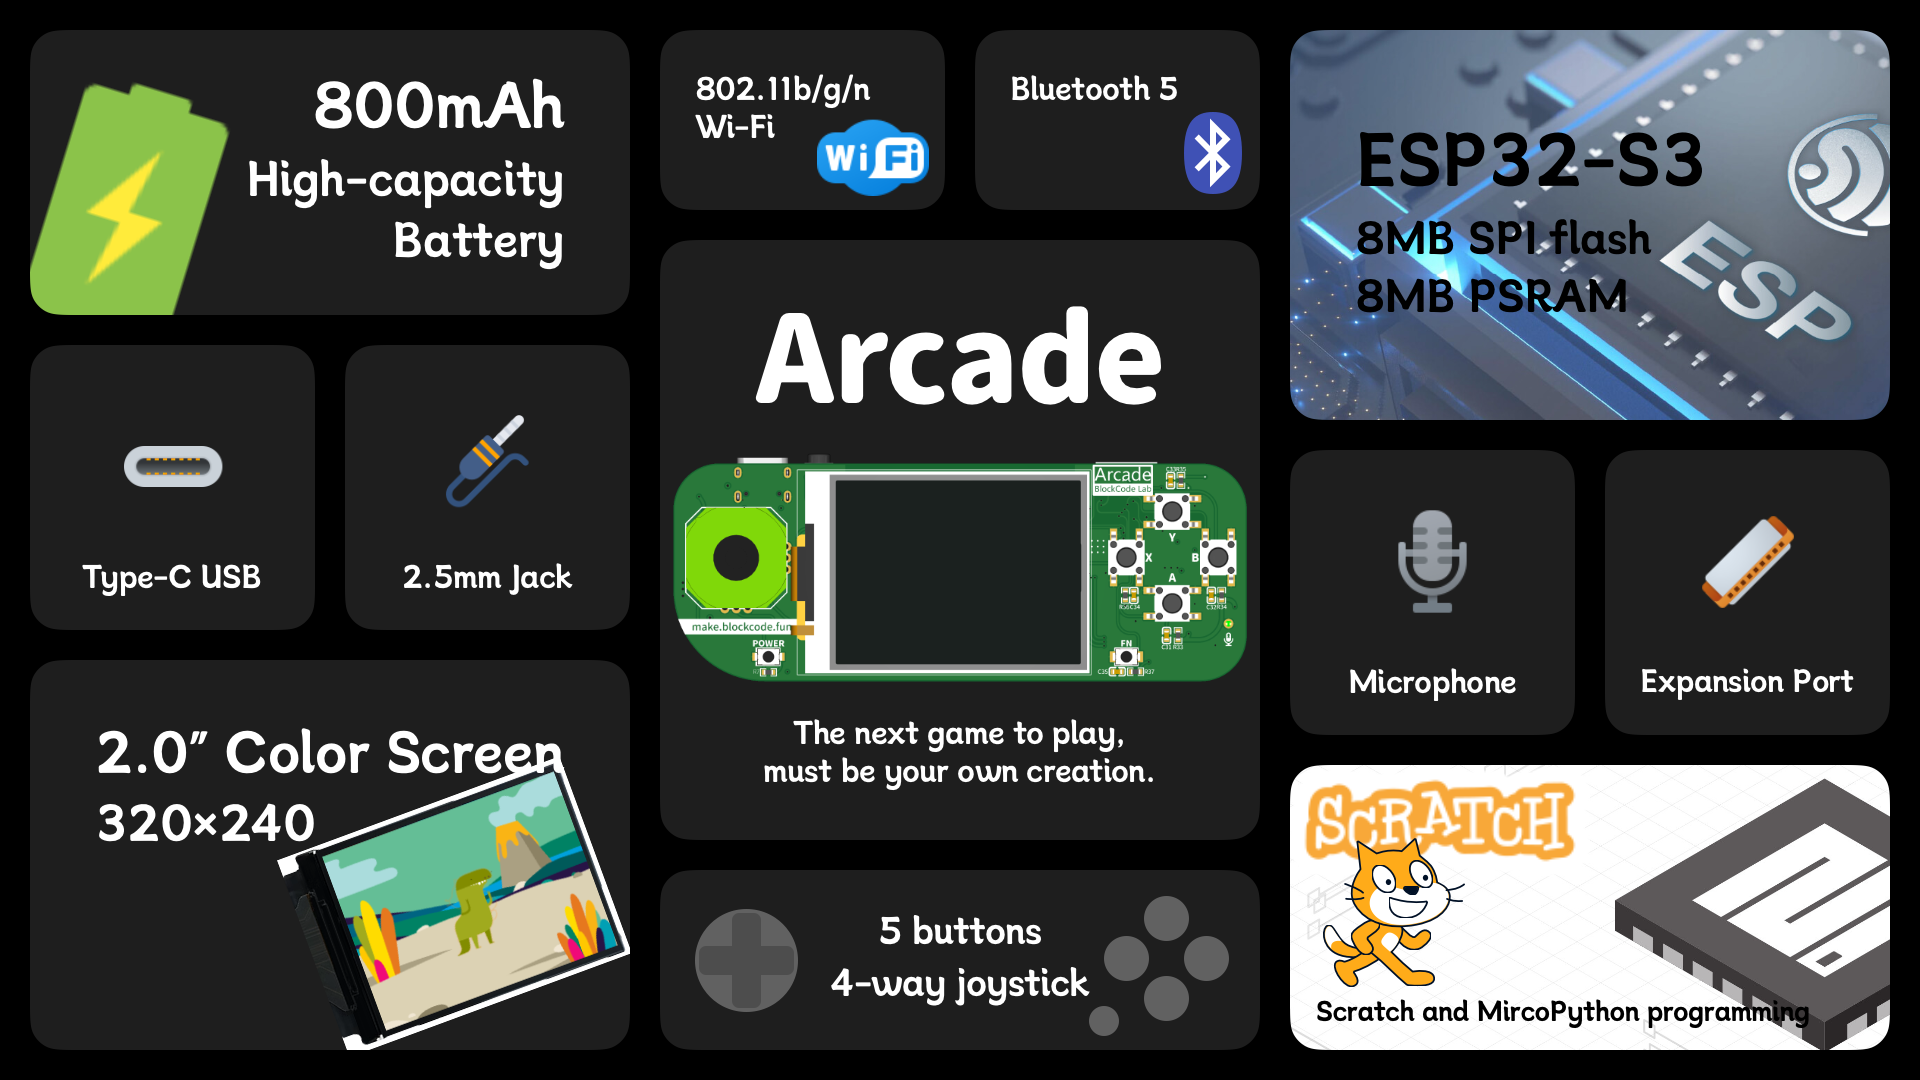 800mAh
High-capacity
Battery
802.11b/g/n
Wi-Fi
Wi Fi
Bluetooth 5
ESP32-S3
8MB SPI flash
8MB PSRAM
ESP
Type-C USB
2.5mm Jack
Arcade
Arcade
BlockCode Lab
Y
X
B
A
make.blockcode.fun
POWER
FN
The next game to play,
must be your own creation.
Microphone
Expansion Port
2.0″ Color Screen
320×240
5 buttons
4-way joystick
SCRATCH
Scratch and MircoPython programming